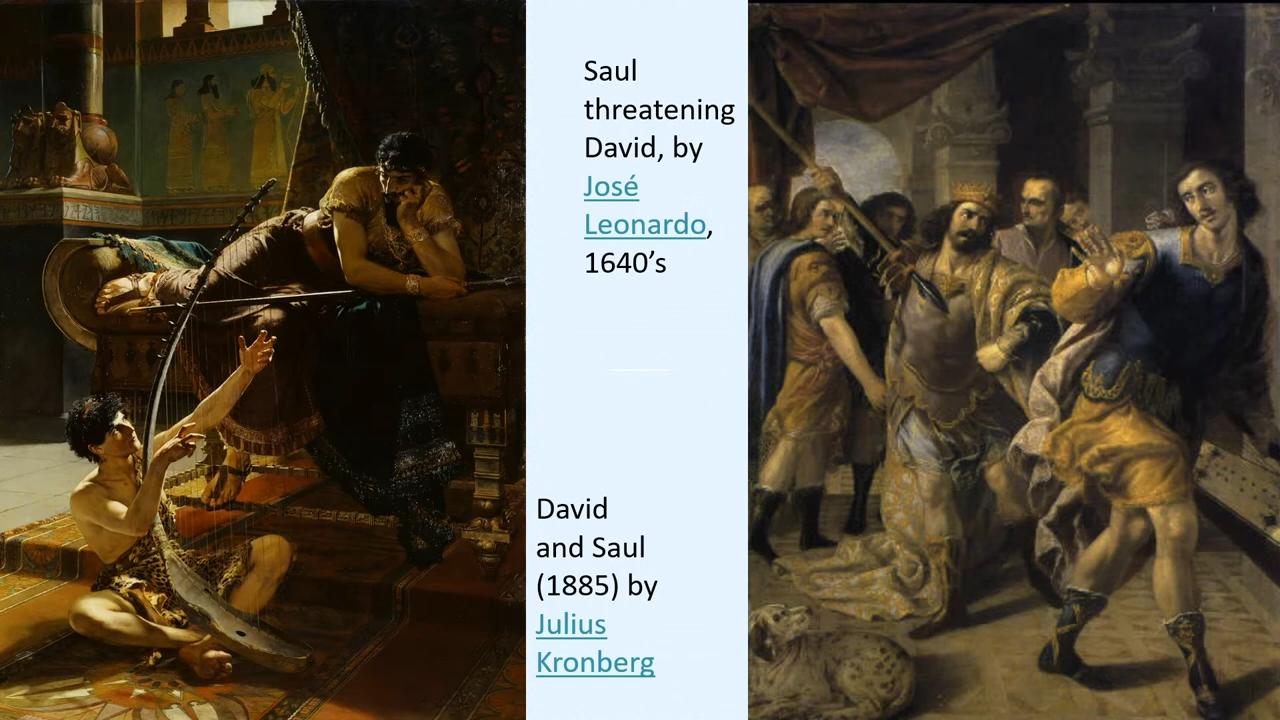 Saul
threatening
David, by
José
Leonardo,
1640’s
David
and Saul
(1885) by
Julius
Kronberg